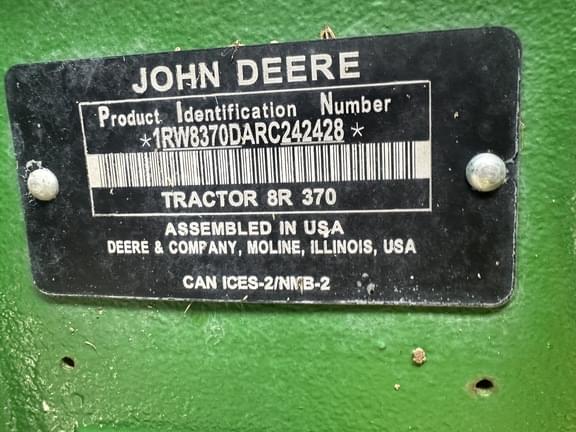 JOHN DEERE
Product Identification Number
*1RW8370DARC242428*
TRACTOR 8R 370
ASSEMBLED IN USA
DEERE & COMPANY, MOLINE, ILLINOIS, USA
CAN ICES-2/NMB-2